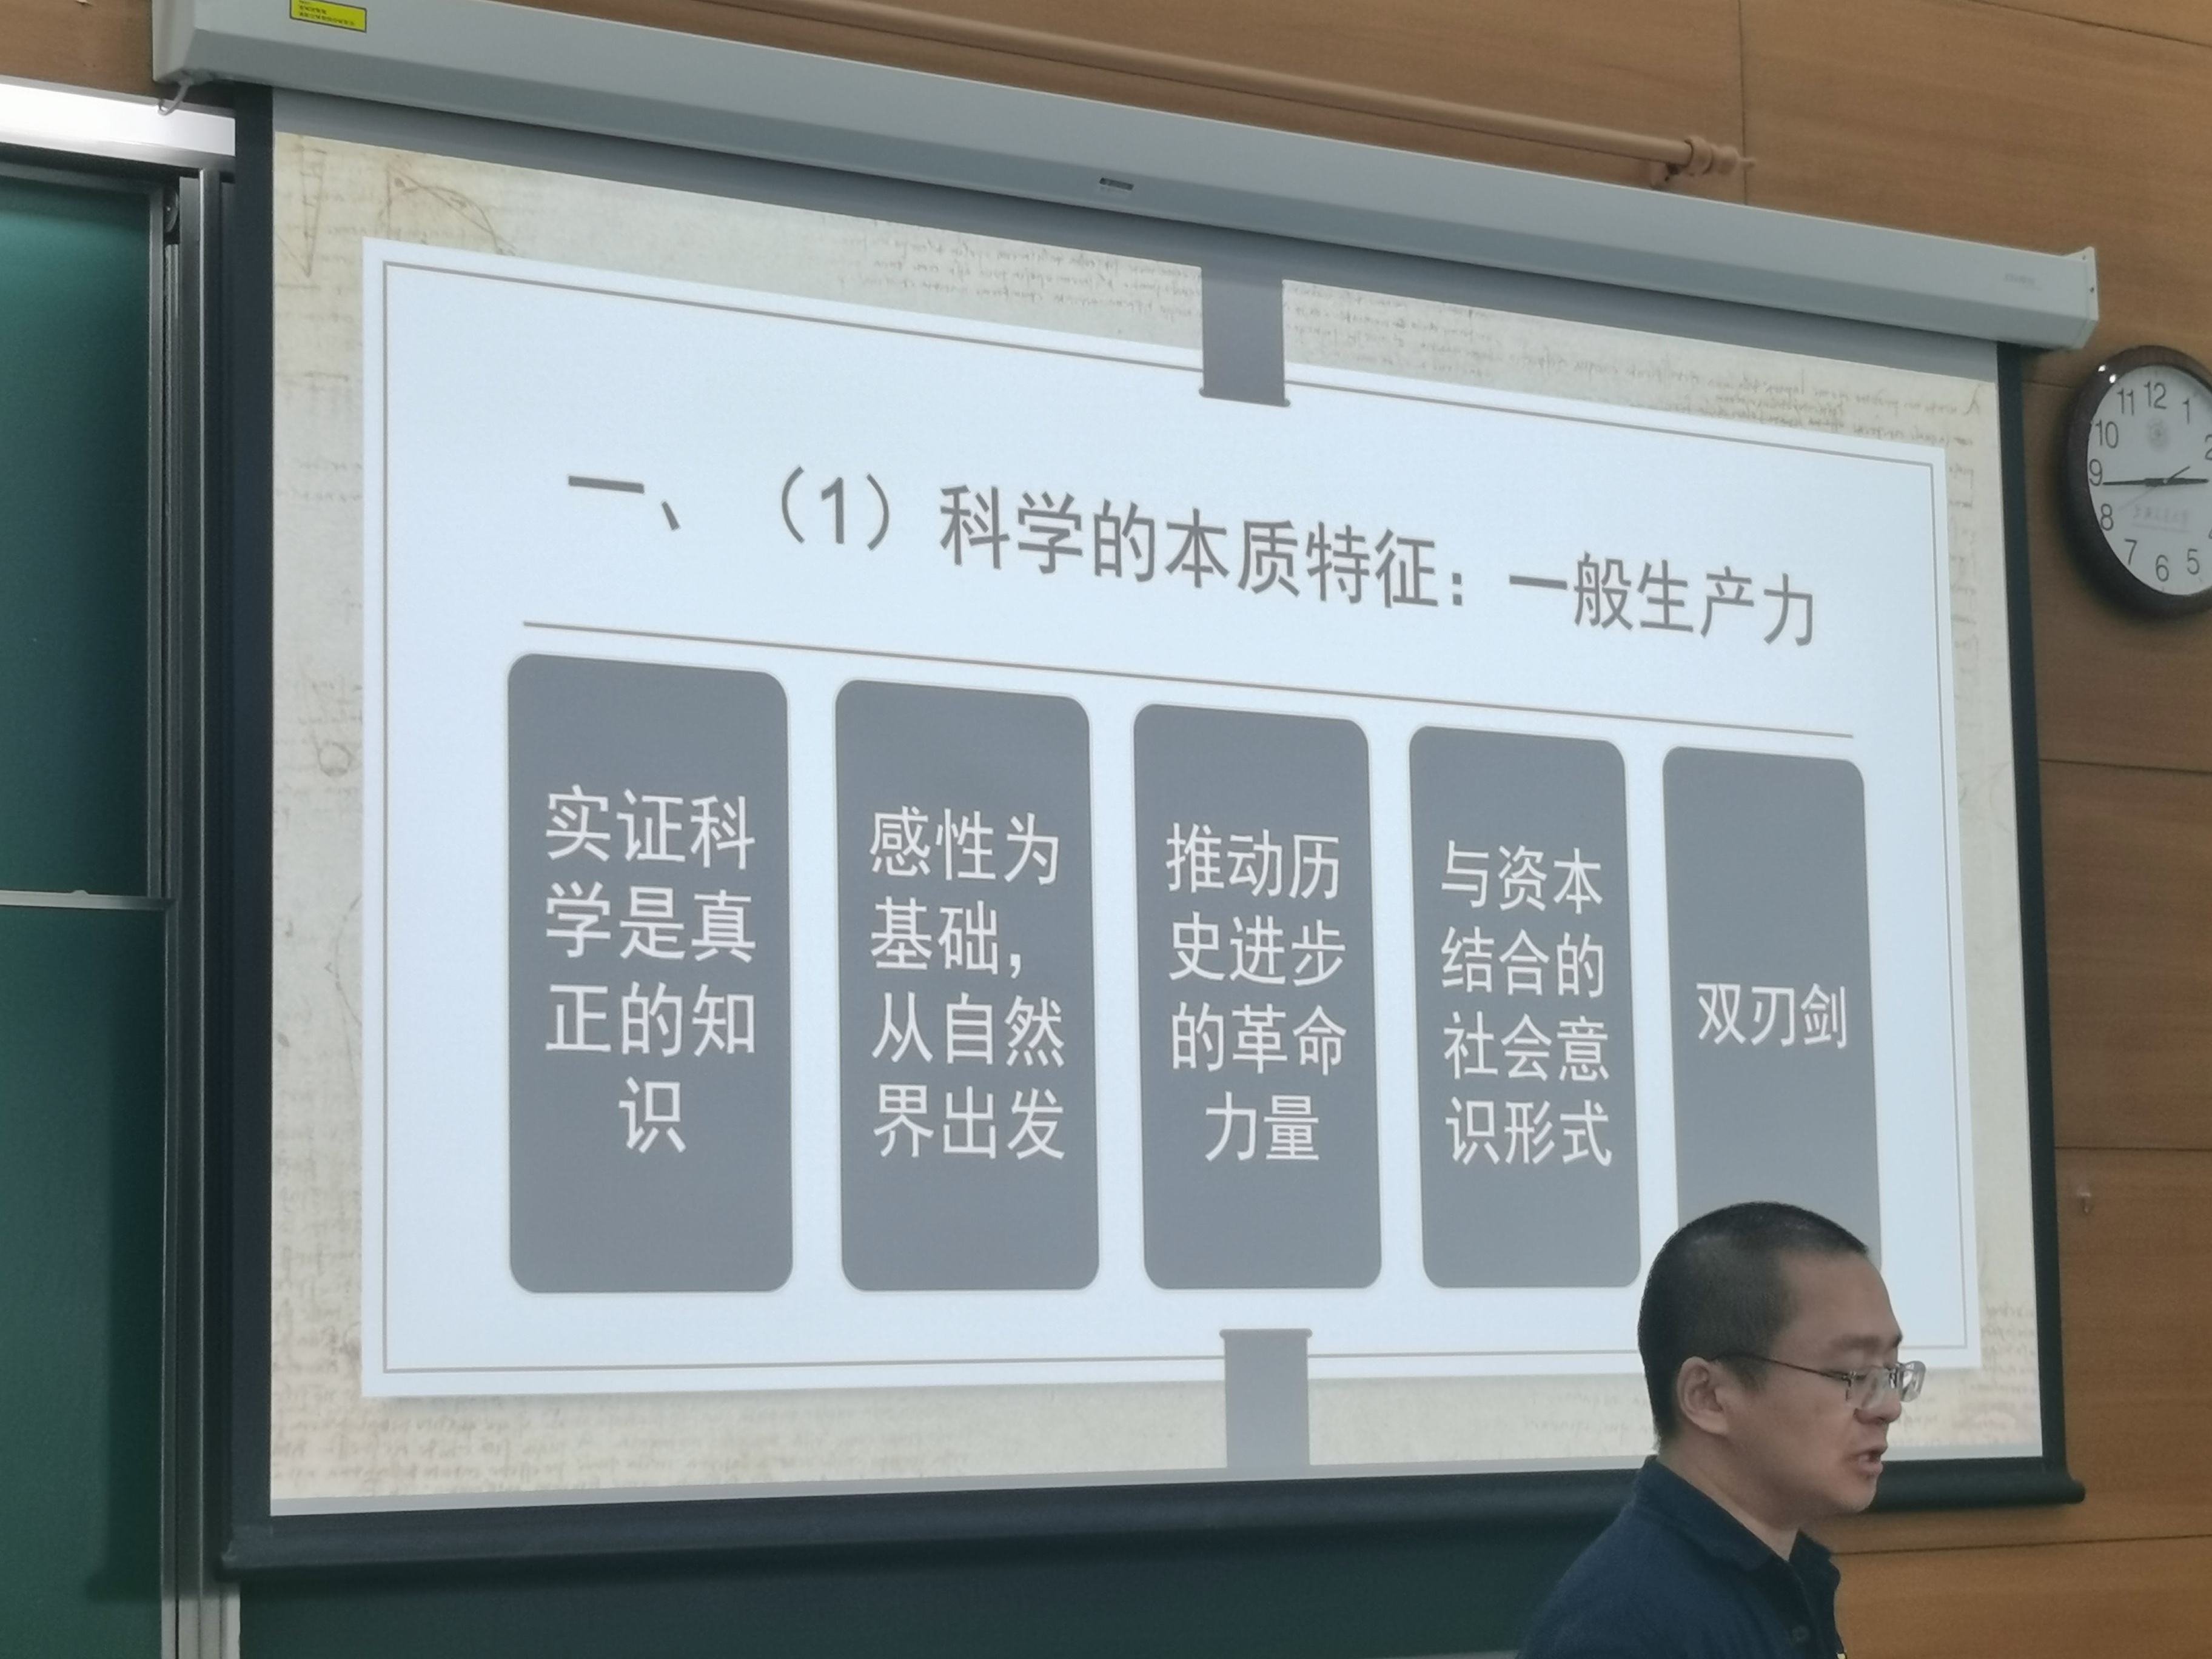 一、（1）科学的本质特征：一般生产力
实证科
学是真
正的知
识
感性为
基础，
从自然
界出发
推动历
史进步
的革命
力量
与资本
结合的
社会意
识形式
双刃剑
11 12 1
10 2
9
8
7 6 5